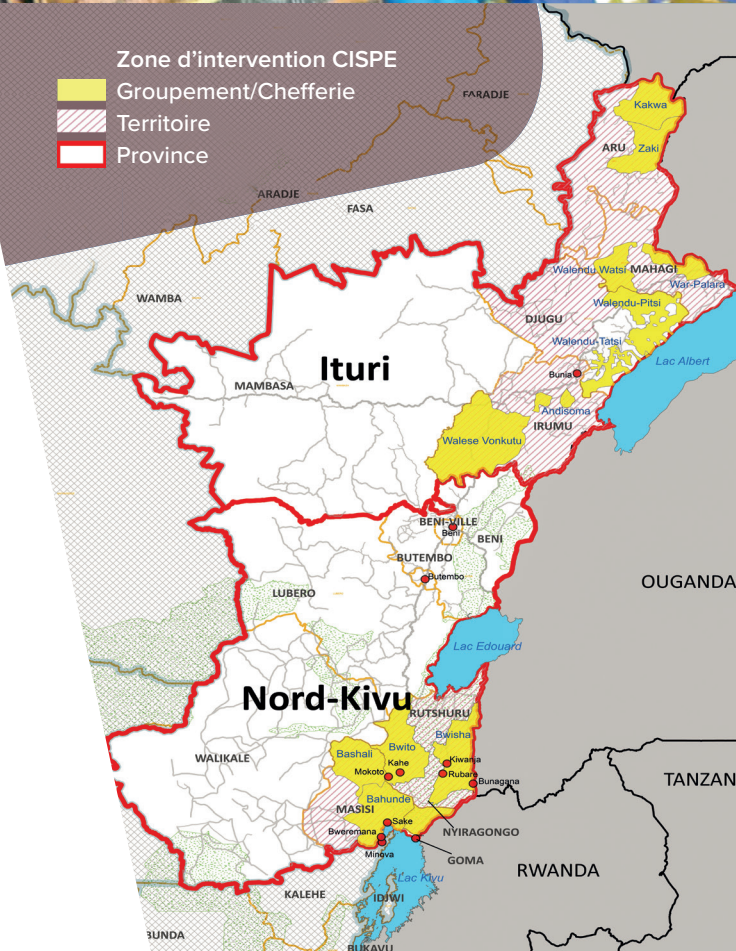 Zone d'intervention CISPE
Groupement/Chefferie
Territoire
Province
FARADJE
Kakwa
ARU
Zaki
ARADJE
FASA
WAMBA
Walendu Watsi
MAHAGI
War-Palara
Walendu-Pitsi
DJUGU
Walendu-Tatsi
Lac Albert
Ituri
Bunia
MAMBASA
Andisoma
IRUMU
Walese Vonkutu
BENI-VILLE
Beni
BENI
BUTEMBO
Butembo
OUGANDA
LUBERO
Lac Edouard
Nord-Kivu
RUTSHURU
Bwisha
Bwito
Bashali
WALIKALE
Kahe
Kiwanja
Mokoto
Rubare
Bunagana
TANZAN
Bahunde
MASISI
Sake
Bweremana
NYIRAGONGO
Minova
GOMA
RWANDA
Lac Kivu
KALEHE
IDJWI
BUNDA
BUKAVU